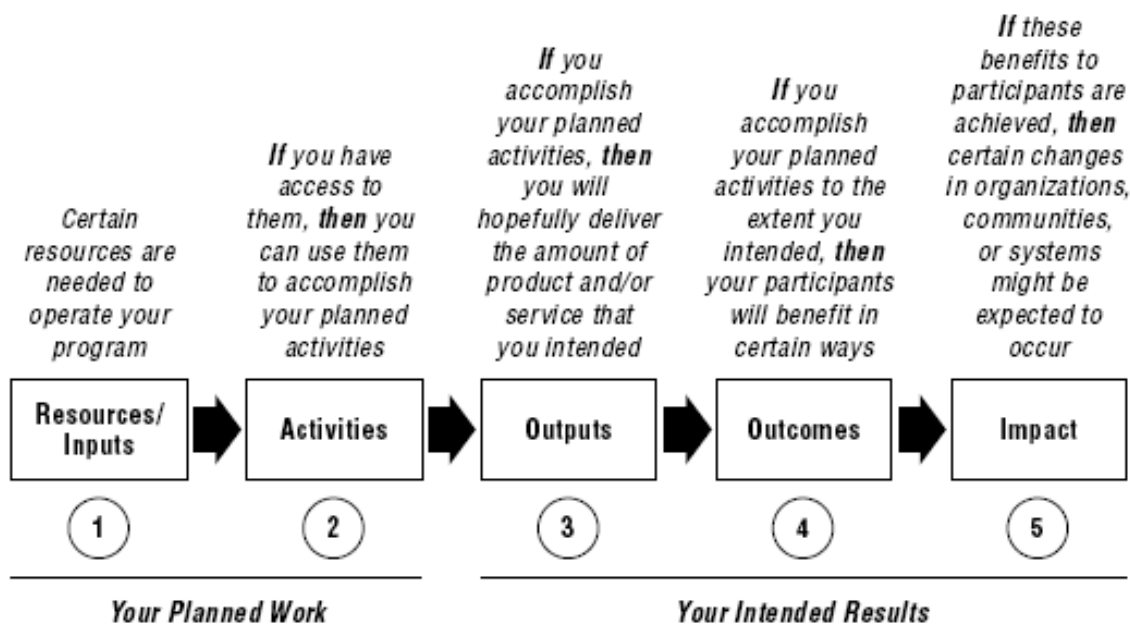 Certain
resources are
needed to
operate your
program
If you have
access to
them, then you
can use them
to accomplish
your planned
activities
If you
accomplish
your planned
activities, then
you will
hopefully deliver
the amount of
product and/or
service that
you intended
If you
accomplish
your planned
activities to the
extent you
intended, then
your participants
will benefit in
certain ways
If these
benefits to
participants are
achieved, then
certain changes
in organizations,
communities,
or systems
might be
expected to
occur
Resources/
Inputs
Activities
Outputs
Outcomes
Impact
1
2
3
4
5
Your Planned Work
Your Intended Results